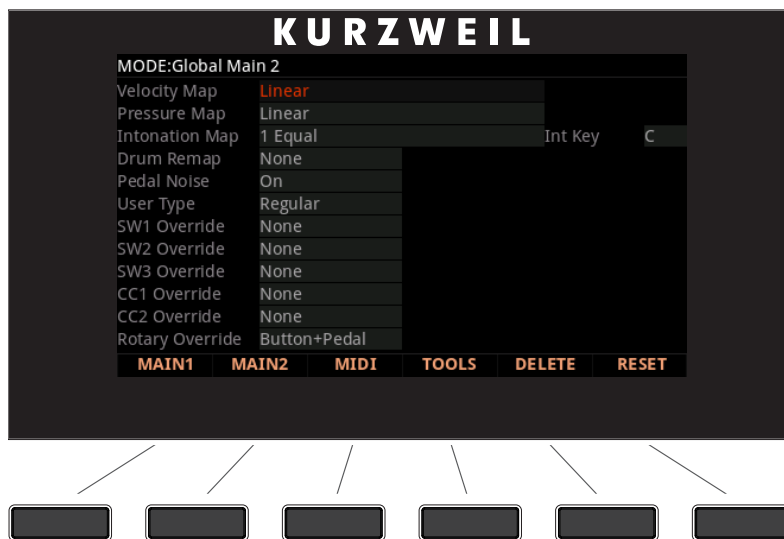 KURZWEIL
MODE:Global Main 2
Velocity Map Linear
Pressure Map Linear
Intonation Map 1 Equal Int Key C
Drum Remap None
Pedal Noise On
User Type Regular
SW1 Override None
SW2 Override None
SW3 Override None
CC1 Override None
CC2 Override None
Rotary Override Button+Pedal
MAIN1 MAIN2 MIDI TOOLS DELETE RESET